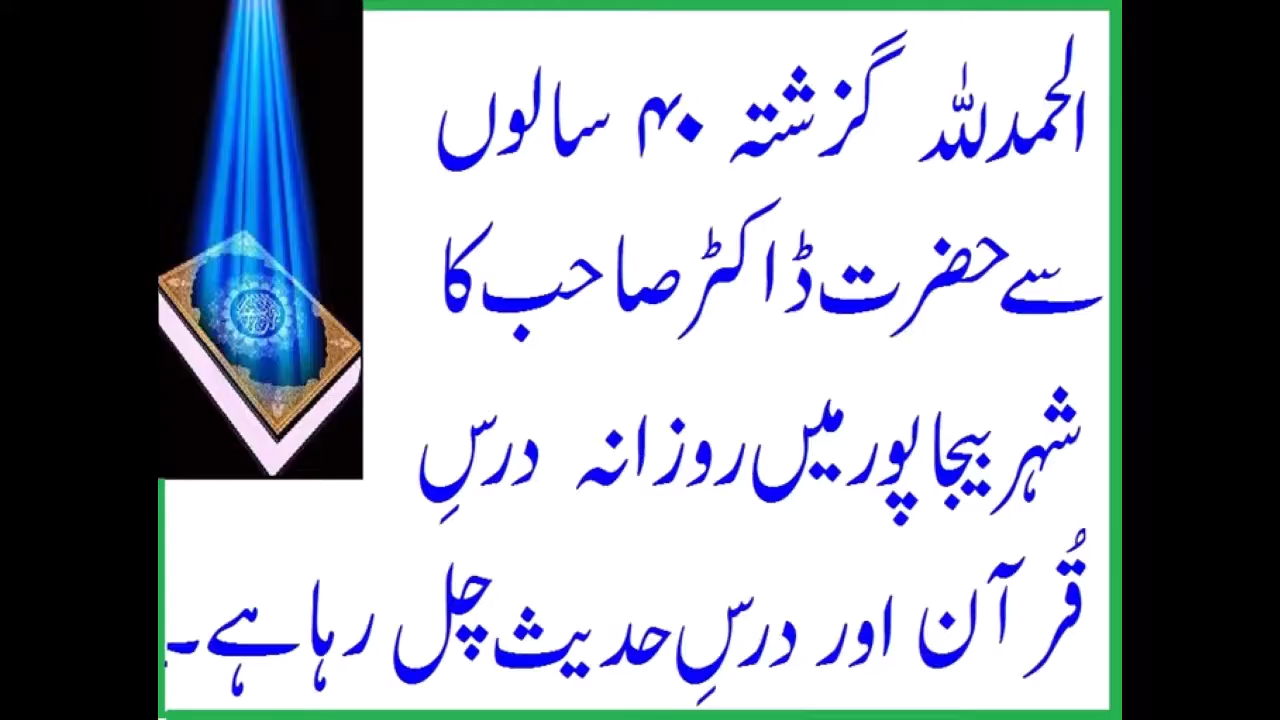 الحمدللہ گزشتہ ۴۰ سالوں
سے حضرت ڈاکٹر صاحب کا
شہر بیجاپور میں روزانہ درسِ
قُرآن اور درسِ حدیث چل رہا ہے۔